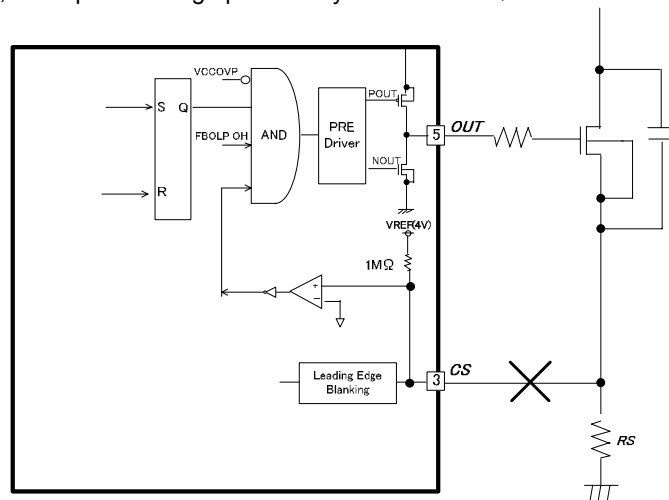 VCCOVP
S Q
FBOLP OH
AND
R
PRE
Driver
POUT
NOUT
5
OUT
VREF(4V)
1MΩ
+
−
Leading Edge
Blanking
3
CS
RS